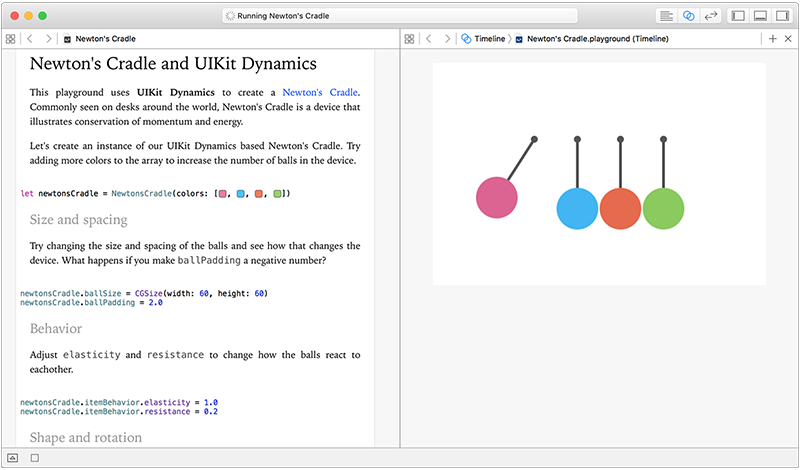 Running Newton's Cradle
Newton's Cradle
Timeline
Newton's Cradle.playground (Timeline)
Newton's Cradle and UIKit Dynamics
This playground uses UIKit Dynamics to create a Newton's Cradle.
Commonly seen on desks around the world, Newton's Cradle is a device that
illustrates conservation of momentum and energy.
Let's create an instance of our UIKit Dynamics based Newton's Cradle. Try
adding more colors to the array to increase the number of balls in the device.
let newtonsCradle = NewtonsCradle(colors: [ , , , ])
Size and spacing
Try changing the size and spacing of the balls and see how that changes the
device. What happens if you make ballPadding a negative number?
newtonsCradle.ballSize = CGSize(width: 60, height: 60)
newtonsCradle.ballPadding = 2.0
Behavior
Adjust elasticity and resistance to change how the balls react to
eachother.
newtonsCradle.itemBehavior.elasticity = 1.0
newtonsCradle.itemBehavior.resistance = 0.2
Shape and rotation